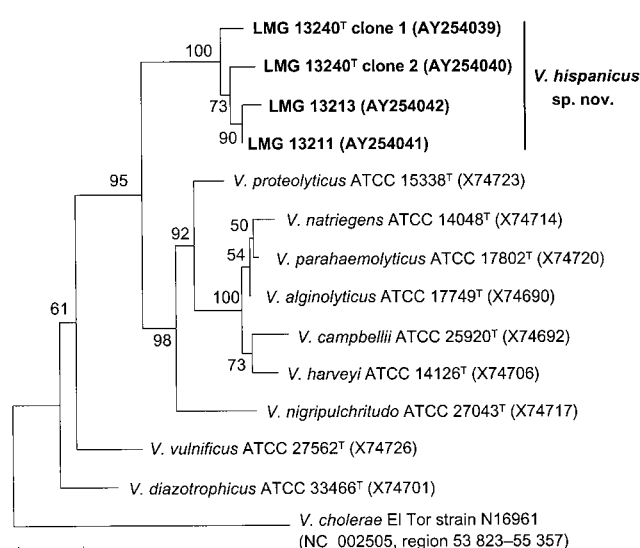 LMG 13240ᵀ clone 1 (AY254039)
100
LMG 13240ᵀ clone 2 (AY254040)
V. hispanicus
sp. nov.
73
LMG 13213 (AY254042)
90
LMG 13211 (AY254041)
95
V. proteolyticus ATCC 15338ᵀ (X74723)
92
50
V. natriegens ATCC 14048ᵀ (X74714)
54
V. parahaemolyticus ATCC 17802ᵀ (X74720)
100
V. alginolyticus ATCC 17749ᵀ (X74690)
61
98
V. campbellii ATCC 25920ᵀ (X74692)
73
V. harveyi ATCC 14126ᵀ (X74706)
V. nigripulchritudo ATCC 27043ᵀ (X74717)
V. vulnificus ATCC 27562ᵀ (X74726)
V. diazotrophicus ATCC 33466ᵀ (X74701)
V. cholerae El Tor strain N16961
(NC_002505, region 53 823–55 357)